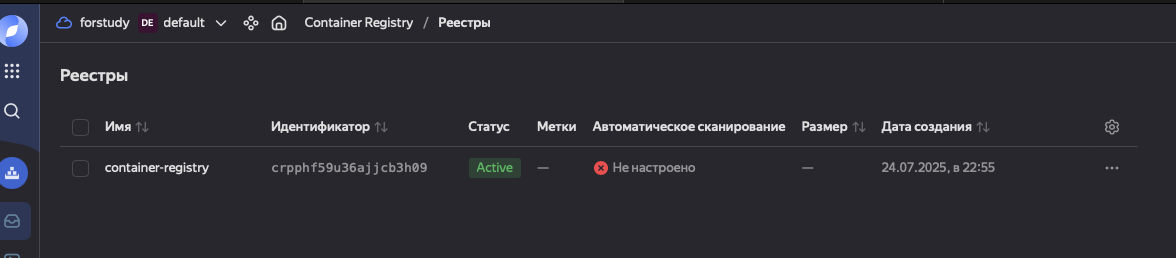 forstudy DE default Container Registry / Реестры
Реестры
Имя Идентификатор Статус Метки Автоматическое сканирование Размер Дата создания
container-registry crpphf59u36ajjcb3h09 Active — Не настроено — 24.07.2025, в 22:55